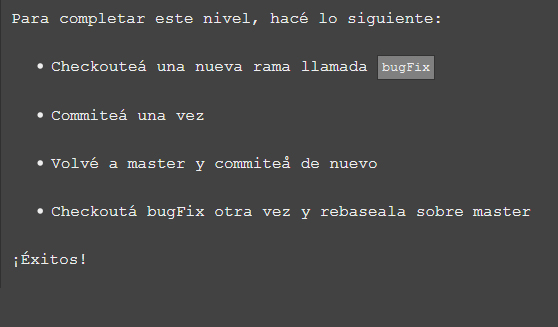 Para completar este nivel, hacé lo siguiente:
Checkouteá una nueva rama llamada bugFix
Commiteá una vez
Volvé a master y commiteå de nuevo
Checkoutá bugFix otra vez y rebaseala sobre master
¡Éxitos!